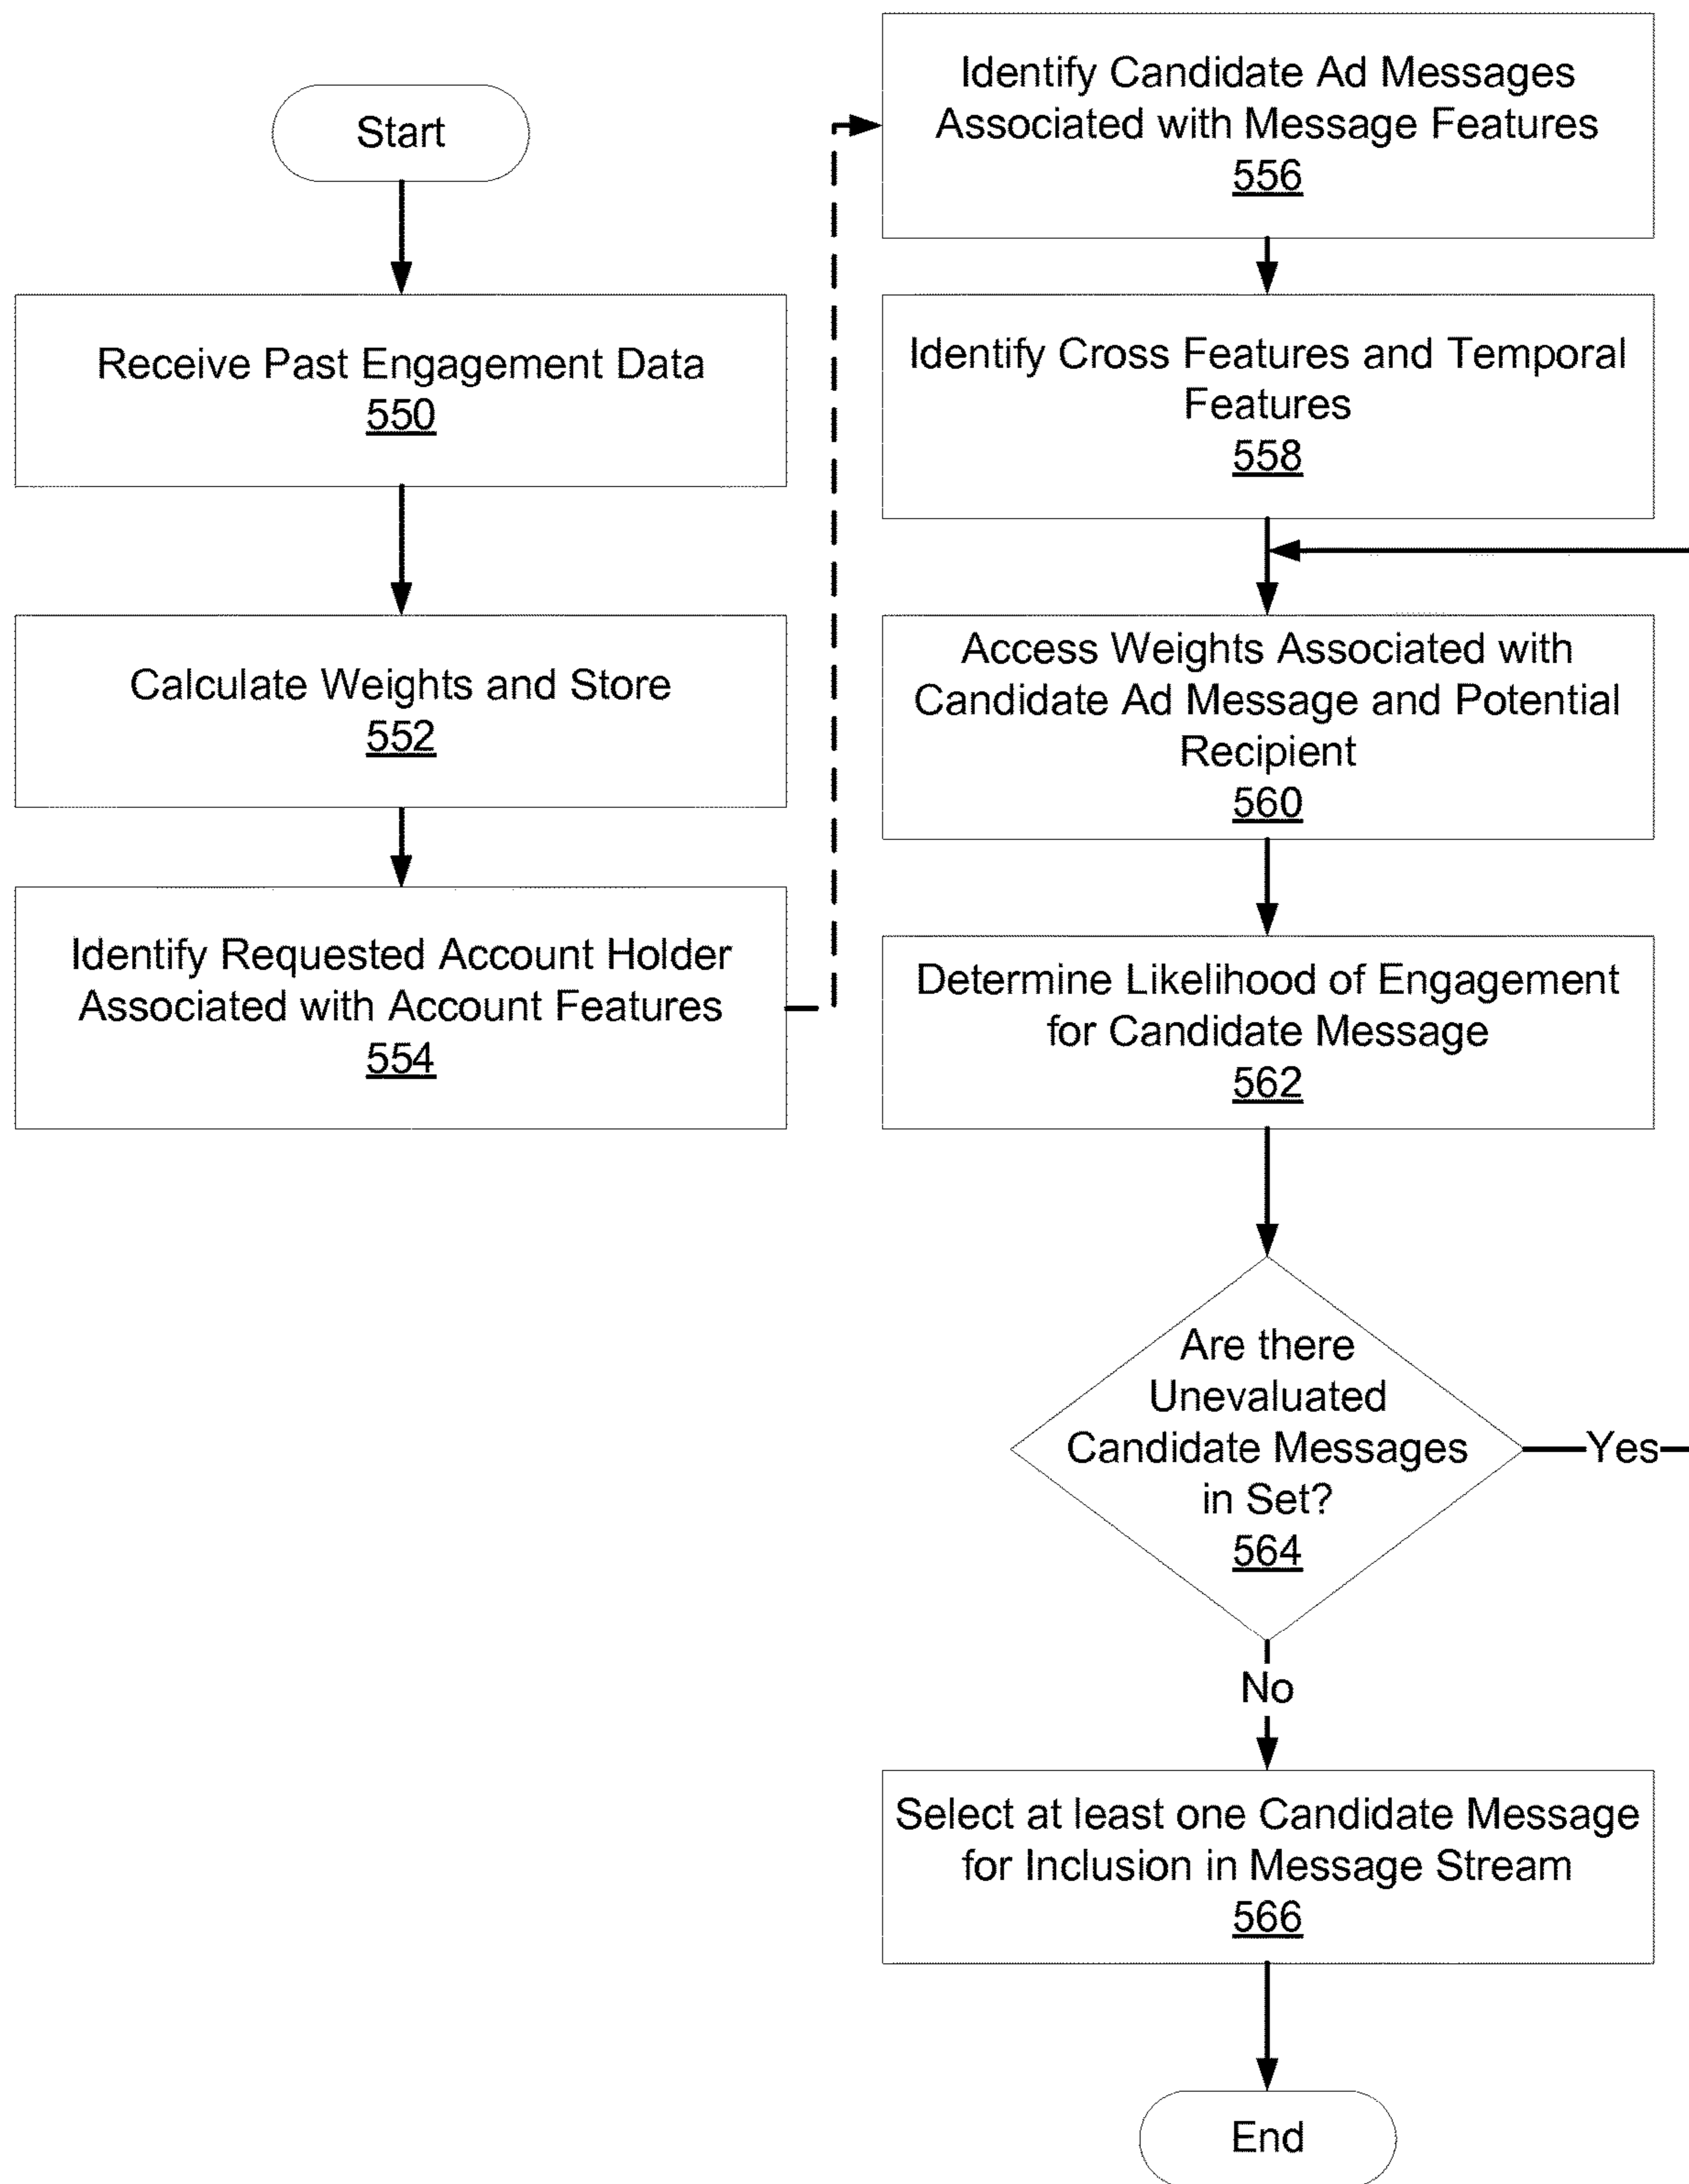 Start
Receive Past Engagement Data
550
Calculate Weights and Store
552
Identify Requested Account Holder
Associated with Account Features
554
Identify Candidate Ad Messages
Associated with Message Features
556
Identify Cross Features and Temporal
Features
558
Access Weights Associated with
Candidate Ad Message and Potential
Recipient
560
Determine Likelihood of Engagement
for Candidate Message
562
Are there
Unevaluated
Candidate Messages
in Set?
564
Yes
No
Select at least one Candidate Message
for Inclusion in Message Stream
566
End